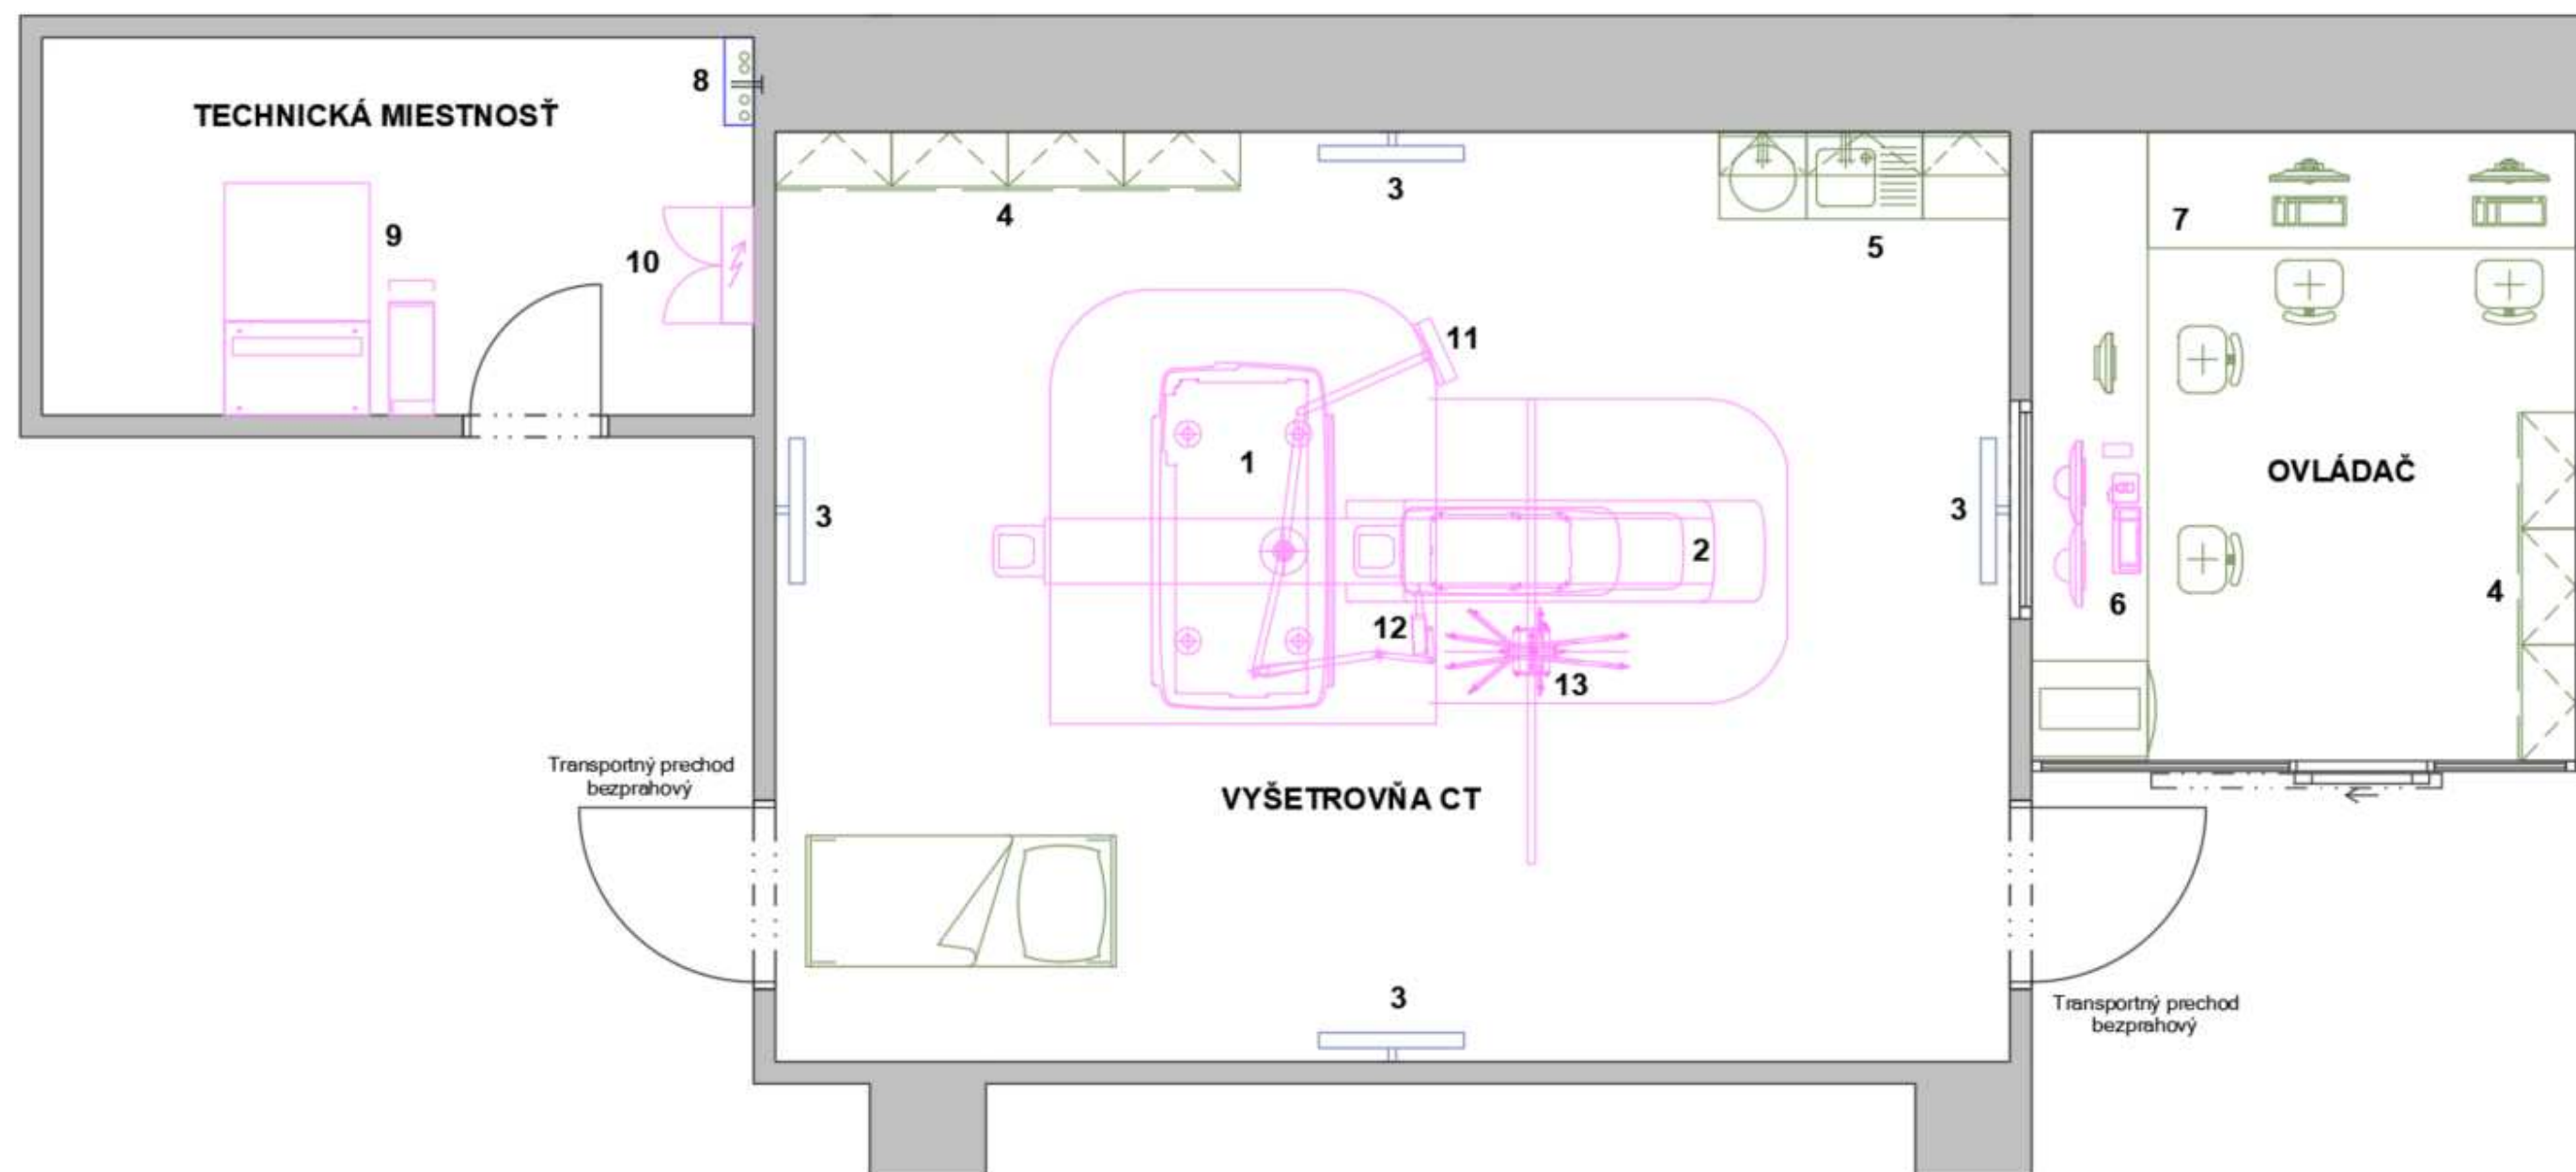 8
TECHNICKÁ MIESTNOSŤ
3
4
7
9
5
10
11
1
OVLÁDAČ
3
3
2
4
6
12
13
Transportný prechod
bezprahový
VYŠETROVŇA CT
3
Transportný prechod
bezprahový